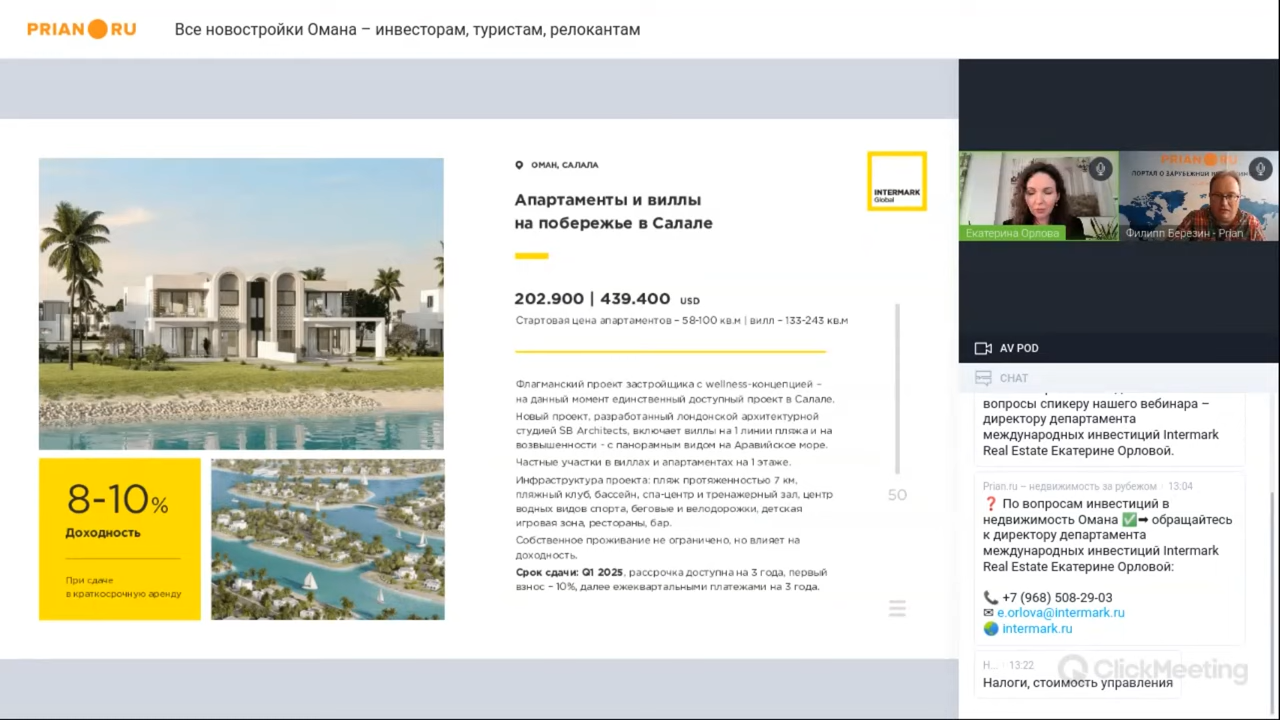 PRIAN RU
Все новостройки Омана – инвесторам, туристам, релокантам
ОМАН, САЛАЛА
Апартаменты и виллы
на побережье в Салале
INTERMARK
Global
202.900 | 439.400 USD
Стартовая цена апартаментов – 58-100 кв.м | вилл – 133-243 кв.м
Флагманский проект застройщика с wellness-концепцией –
на данный момент единственный доступный проект в Салале.
Новый проект, разработанный лондонской архитектурной
студией SB Architects, включает виллы на 1 линии пляжа и на
возвышенности - с панорамным видом на Аравийское море.
Частные участки в виллах и апартаментах на 1 этаже.
Инфраструктура проекта: пляж протяженностью 7 км,
пляжный клуб, бассейн, спа-центр и тренажерный зал, центр
водных видов спорта, беговые и велодорожки, детская
игровая зона, рестораны, бар.
Собственное проживание не ограничено, но влияет на
доходность.
Срок сдачи: Q1 2025, рассрочка доступна на 3 года, первый
взнос – 10%, далее ежеквартальными платежами на 3 года.
50
8-10%
Доходность
При сдаче
в краткосрочную аренду
PRIAN RU
ПОРТАЛ О ЗАРУБЕЖНОЙ
Екатерина Орлова
Филипп Березин - Prian
AV POD
CHAT
вопросы спикеру нашего вебинара –
директору департамента
международных инвестиций Intermark
Real Estate Екатерине Орловой.
Prian.ru – недвижимость за рубежом 13:04
❓ По вопросам инвестиций в
недвижимость Омана ✅➡ обращайтесь
к директору департамента
международных инвестиций Intermark
Real Estate Екатерине Орловой:
📞 +7 (968) 508-29-03
✉ e.orlova@intermark.ru
🌏 intermark.ru
Н... 13:22
Налоги, стоимость управления
ClickMeeting